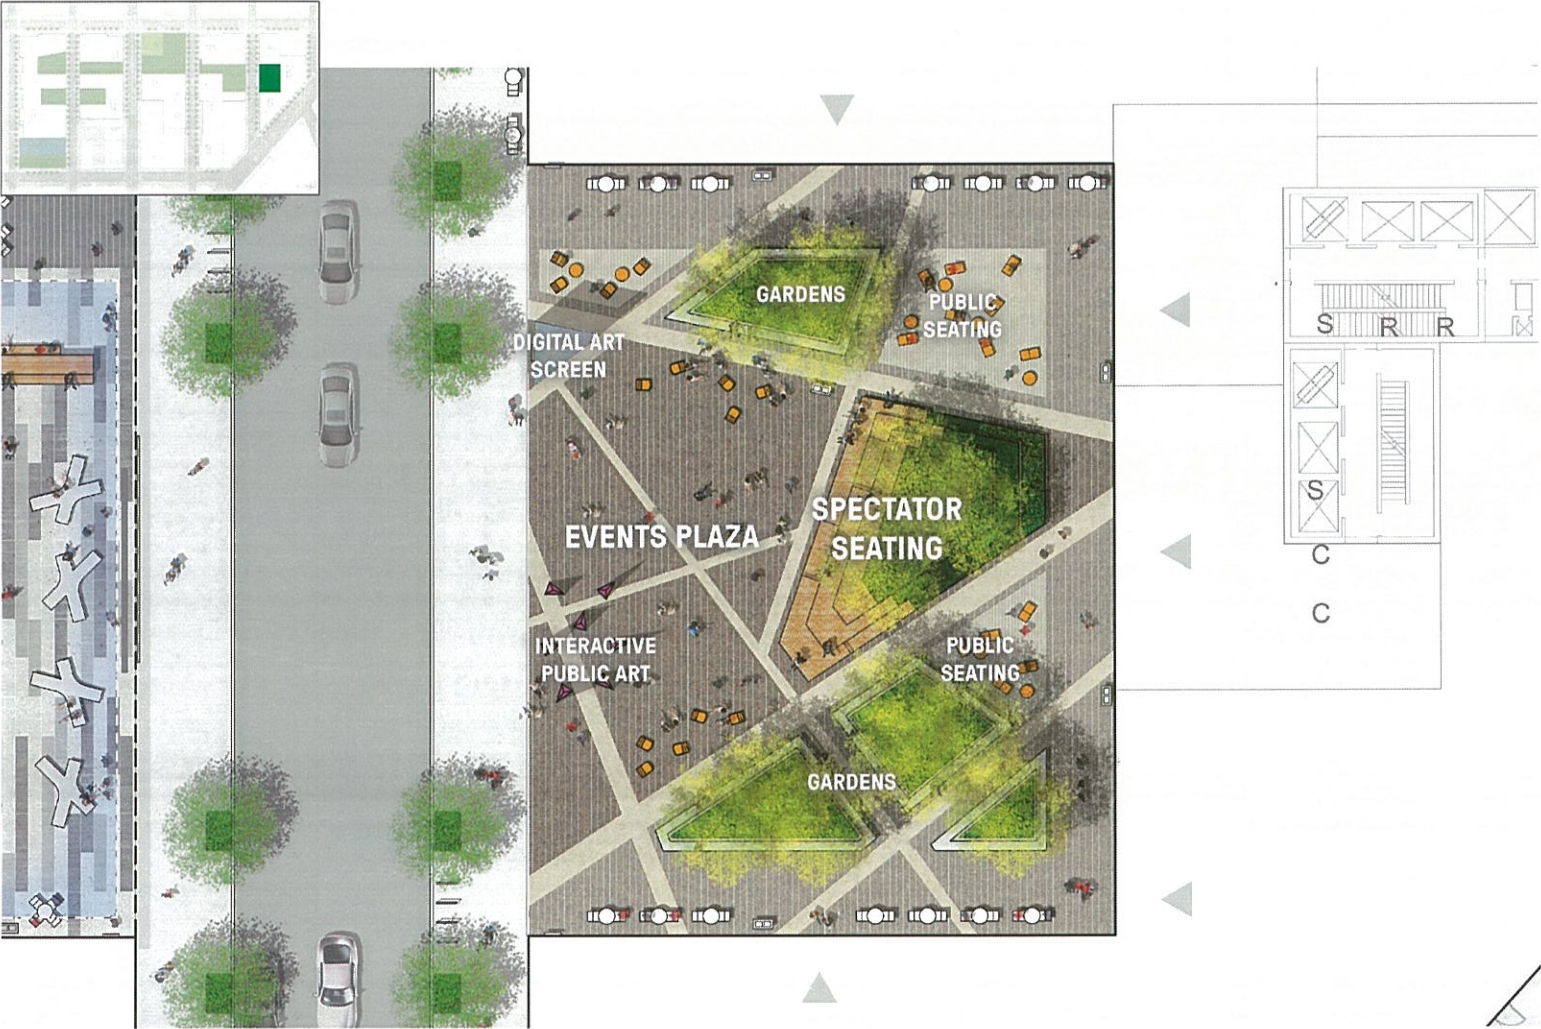 GARDENS
PUBLIC
SEATING
DIGITAL ART
SCREEN
SPECTATOR
SEATING
EVENTS PLAZA
INTERACTIVE
PUBLIC ART
PUBLIC
SEATING
GARDENS
S
R
R
S
C
C